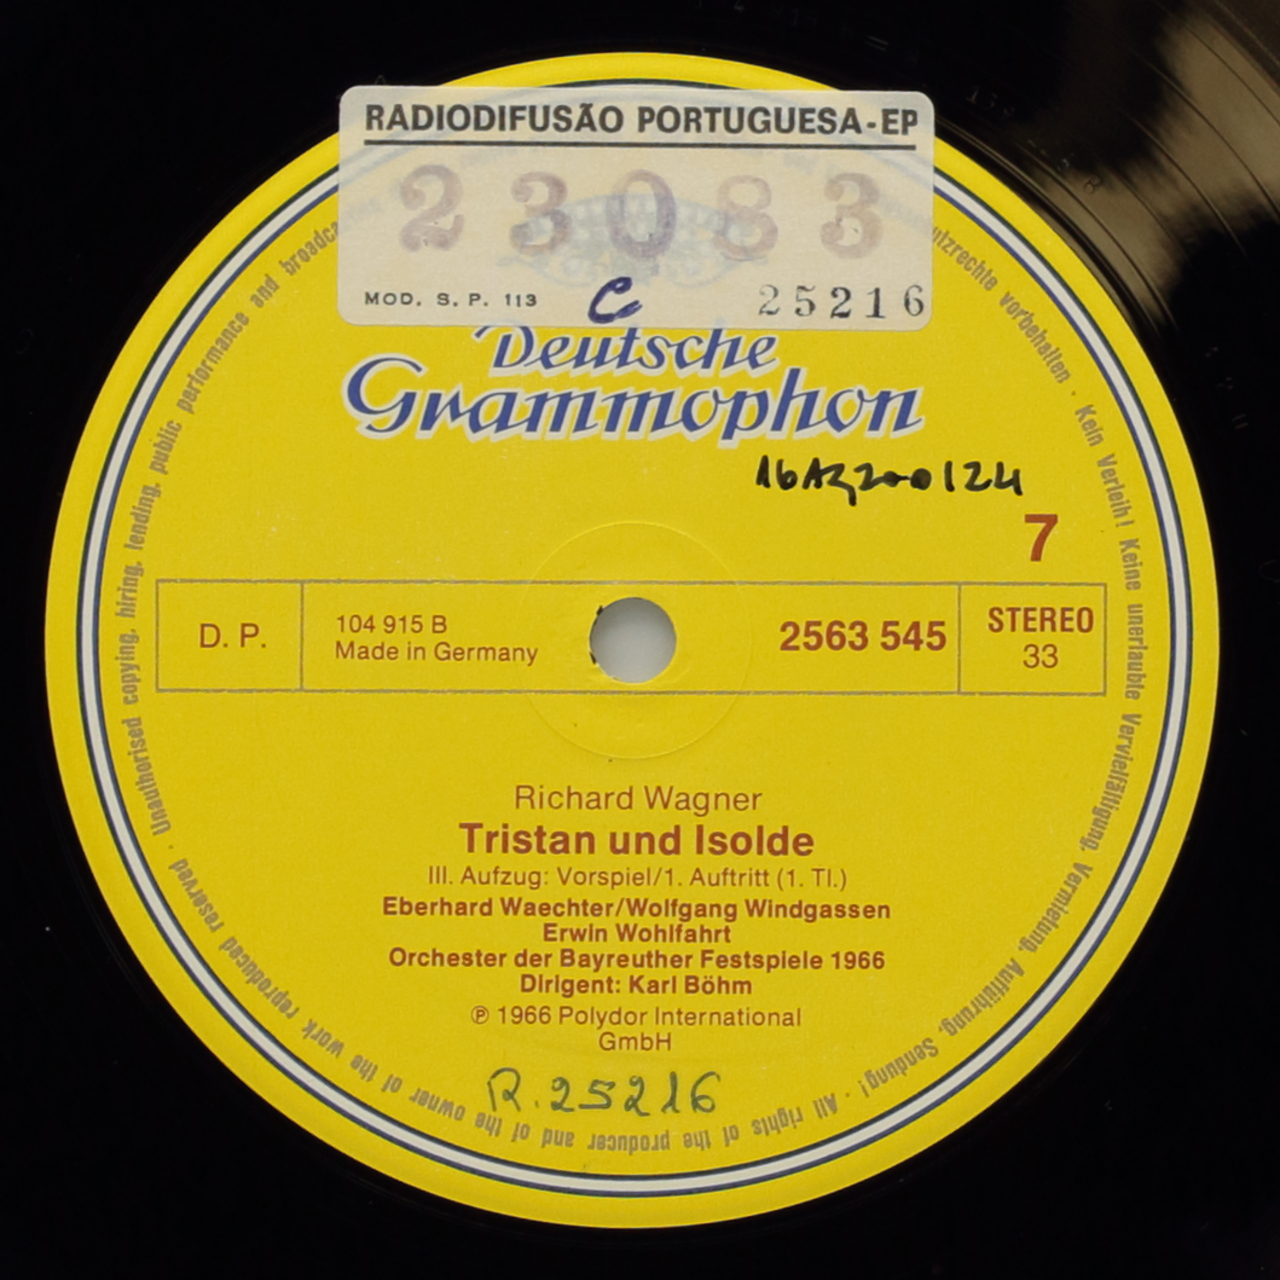 RADIODIFUSÃO PORTUGUESA-EP
23083
MOD. S. P. 113 C 25216
Deutsche
Grammophon
7
D. P.
104 915 B
Made in Germany
2563 545
STEREO
33
Richard Wagner
Tristan und Isolde
III. Aufzug: Vorspiel/1. Auftritt (1. Tl.)
Eberhard Waechter/Wolfgang Windgassen
Erwin Wohlfahrt
Orchester der Bayreuther Festspiele 1966
Dirigent: Karl Böhm
℗ 1966 Polydor International
GmbH
R. 25216
vorbehalten · Kein Verleih! Keine unerlaubte Vervielfältigung, Vermietung, Aufführung, Sendung! · All rights of the producer and of the owner of the work reproduced reserved · Unauthorised copying, hiring, lending, public performance and